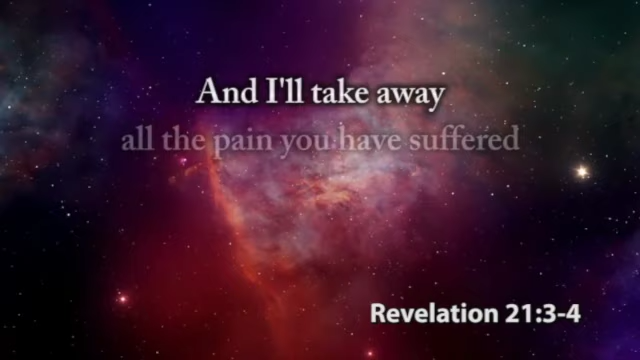 And I'll take away
all the pain you have suffered
Revelation 21:3-4